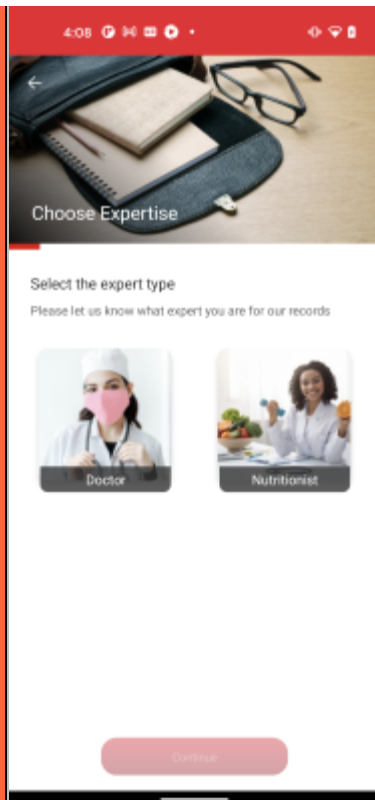 4:08
Choose Expertise
Select the expert type
Please let us know what expert you are for our records
Doctor
Nutritionist
Continue